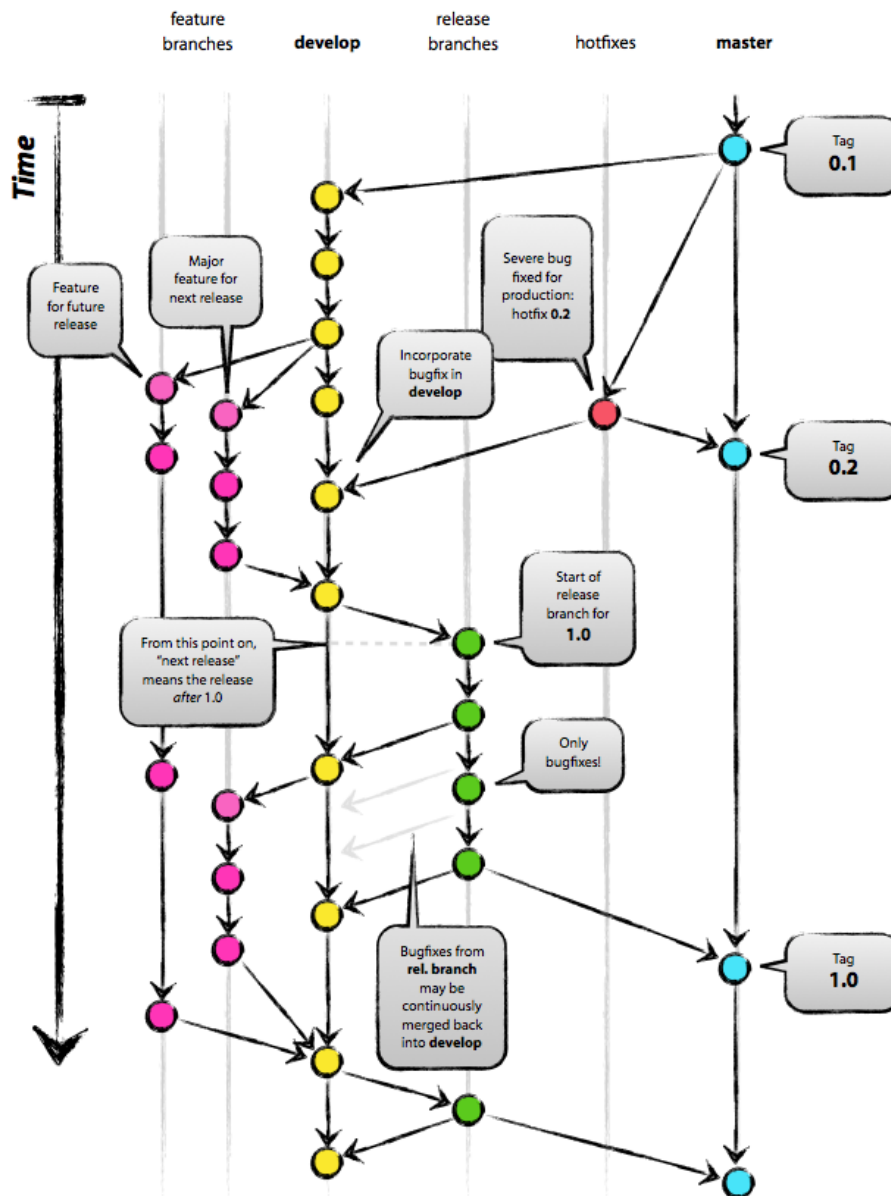 feature
branches
develop
release
branches
hotfixes
master
Time
Tag
0.1
Major
feature for
next release
Severe bug
fixed for
production:
hotfix 0.2
Feature
for future
release
Incorporate
bugfix in
develop
Tag
0.2
Start of
release
branch for
1.0
From this point on,
“next release”
means the release
after 1.0
Only
bugfixes!
Bugfixes from
rel. branch
may be
continuously
merged back
into develop
Tag
1.0